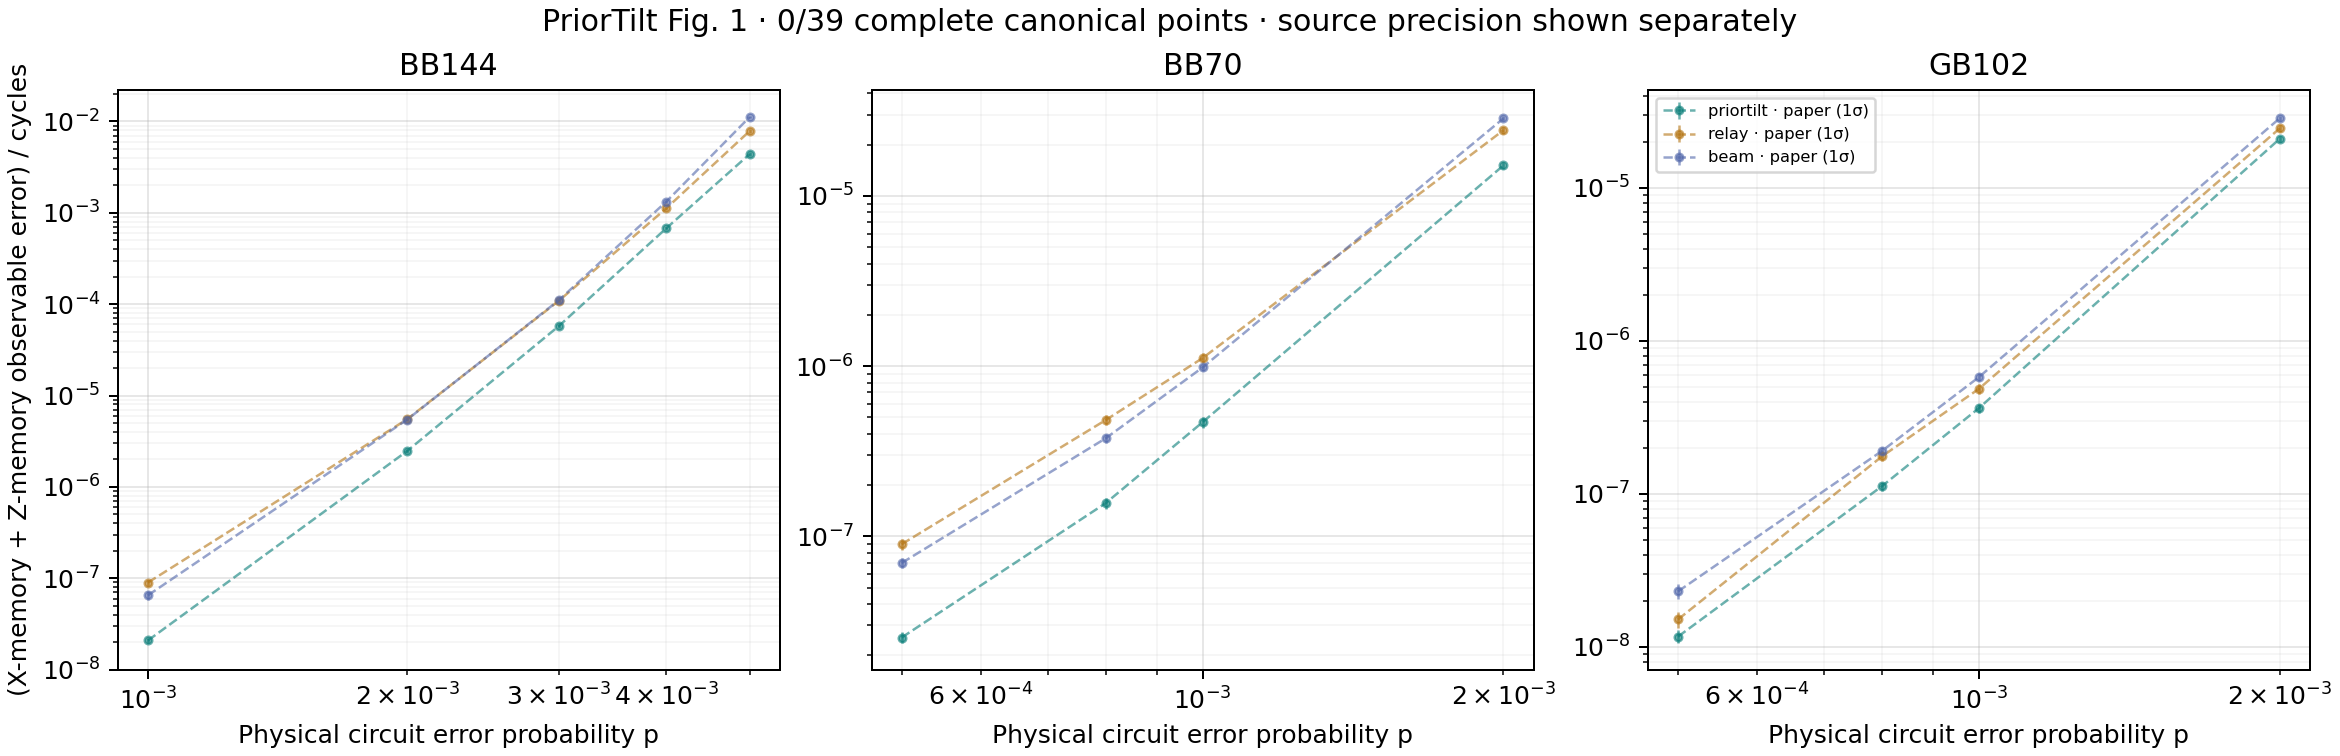 PriorTilt Fig. 1 · 0/39 complete canonical points · source precision shown separately
BB144
(X-memory + Z-memory observable error) / cycles
10⁻²
10⁻³
10⁻⁴
10⁻⁵
10⁻⁶
10⁻⁷
10⁻⁸
10⁻³
2 × 10⁻³
3 × 10⁻³
4 × 10⁻³
Physical circuit error probability p
BB70
10⁻⁵
10⁻⁶
10⁻⁷
6 × 10⁻⁴
10⁻³
2 × 10⁻³
Physical circuit error probability p
GB102
priortilt · paper (1σ)
relay · paper (1σ)
beam · paper (1σ)
10⁻⁵
10⁻⁶
10⁻⁷
10⁻⁸
6 × 10⁻⁴
10⁻³
2 × 10⁻³
Physical circuit error probability p